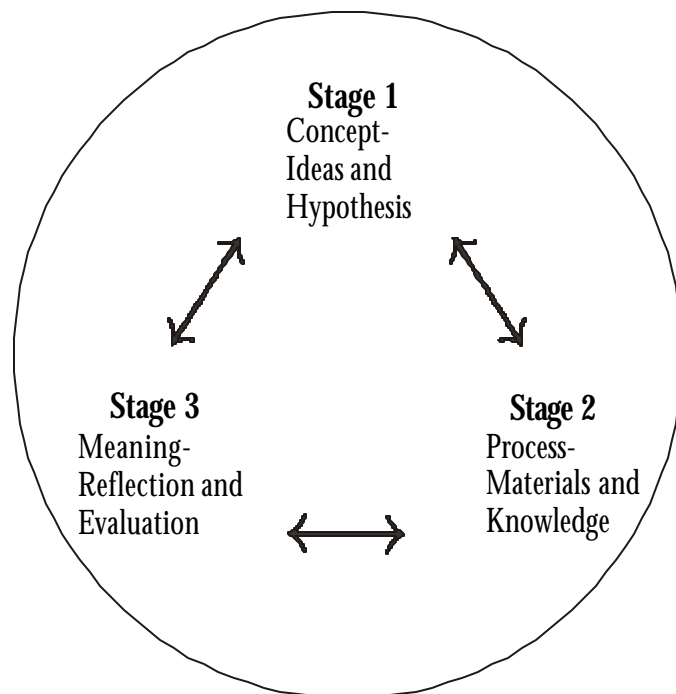 Stage 1
Concept-
Ideas and
Hypothesis
Stage 3
Meaning-
Reflection and
Evaluation
Stage 2
Process-
Materials and
Knowledge